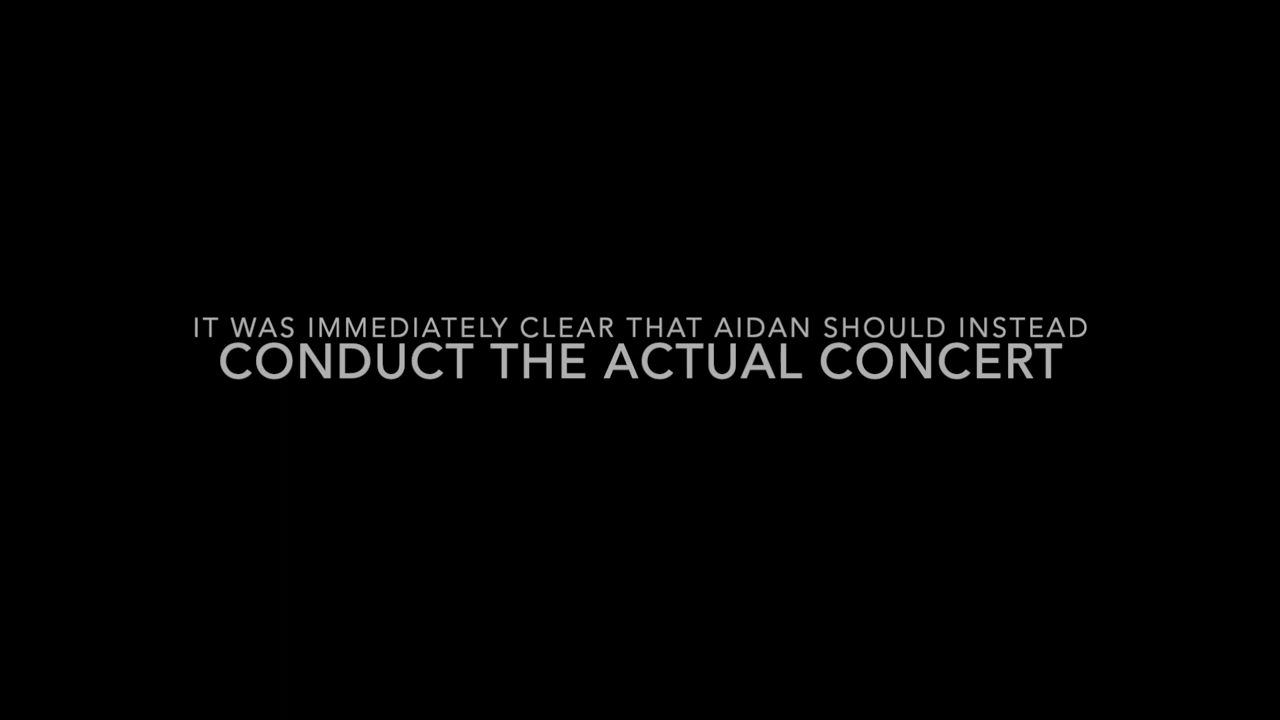 IT WAS IMMEDIATELY CLEAR THAT AIDAN SHOULD INSTEAD
CONDUCT THE ACTUAL CONCERT